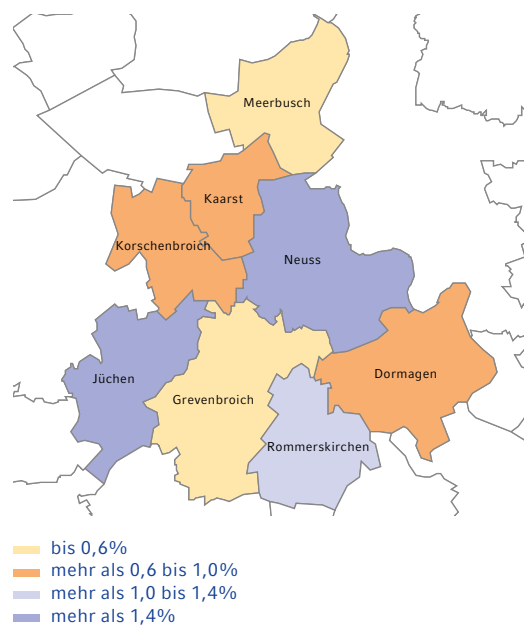 Meerbusch
Kaarst
Korschenbroich
Neuss
Dormagen
Jüchen
Grevenbroich
Rommerskirchen
bis 0,6%
mehr als 0,6 bis 1,0%
mehr als 1,0 bis 1,4%
mehr als 1,4%